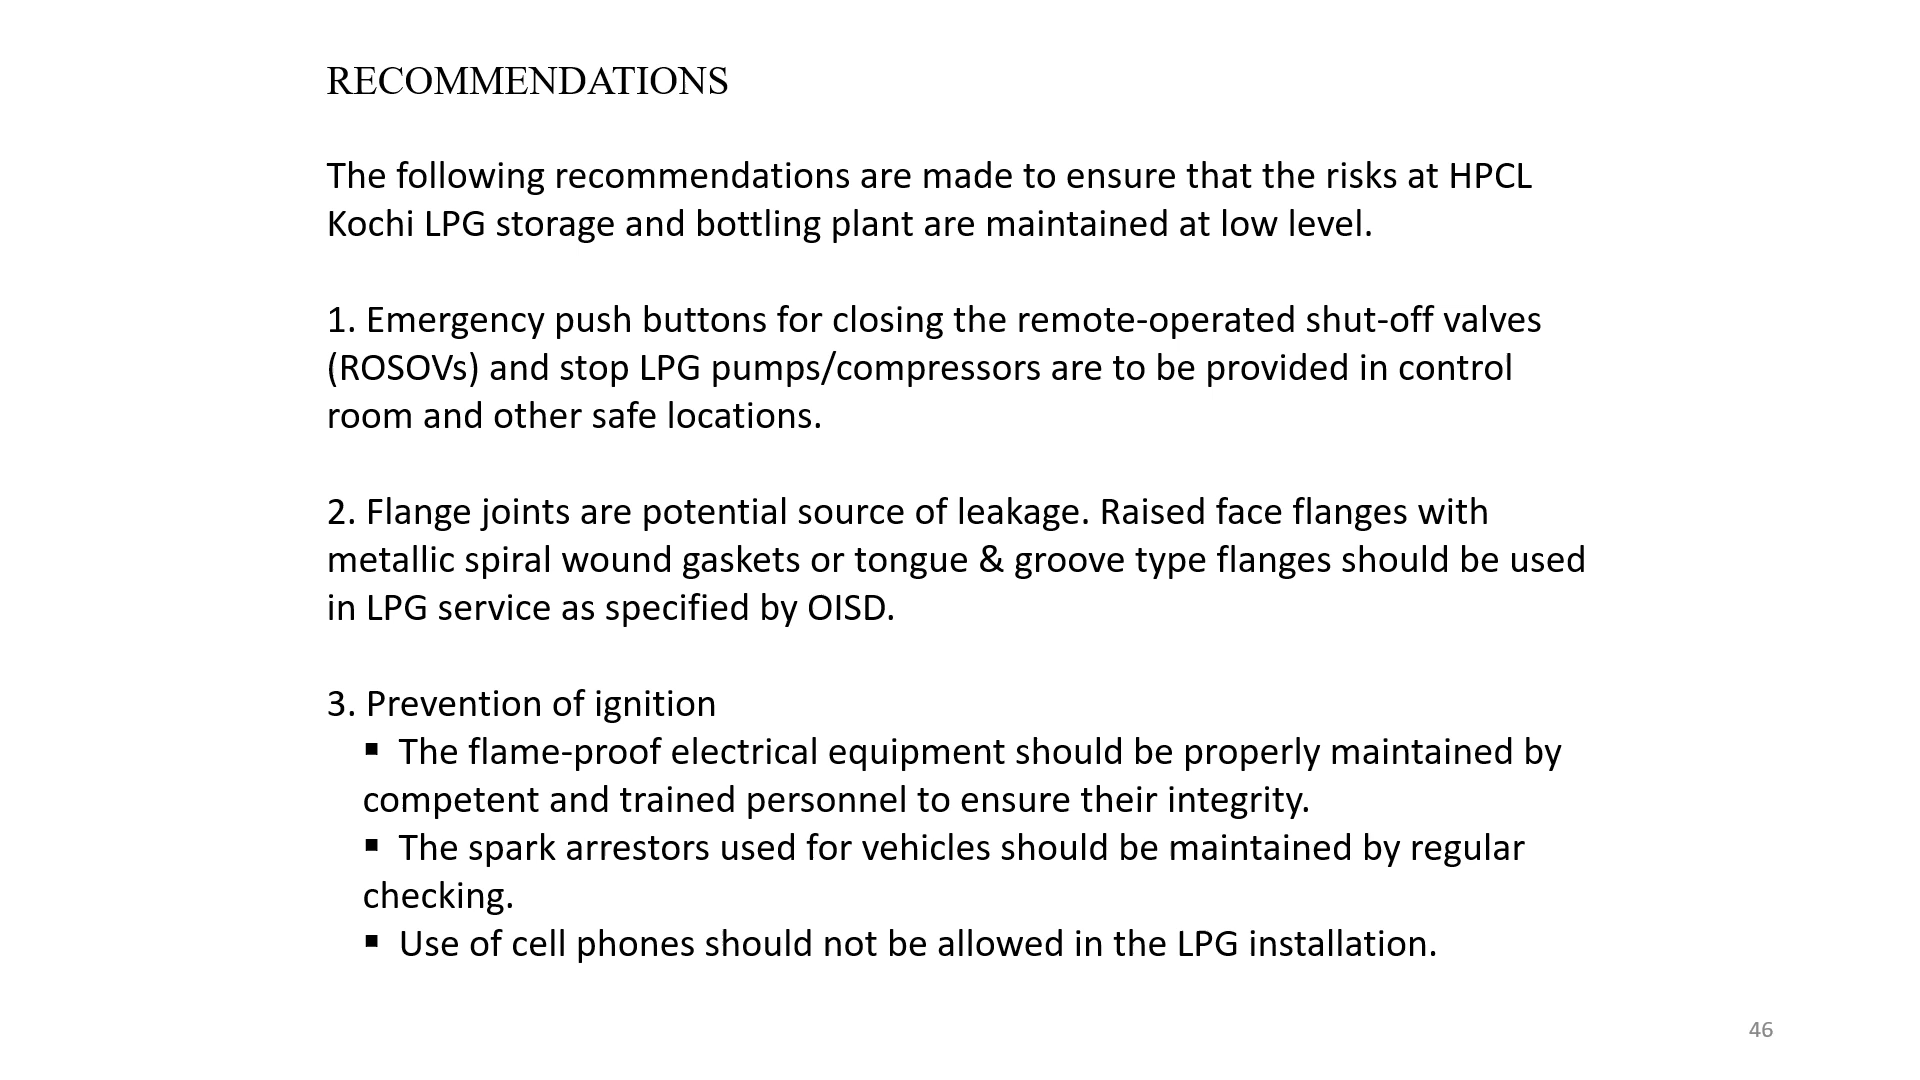 RECOMMENDATIONS
The following recommendations are made to ensure that the risks at HPCL
Kochi LPG storage and bottling plant are maintained at low level.
1. Emergency push buttons for closing the remote-operated shut-off valves
(ROSOVs) and stop LPG pumps/compressors are to be provided in control
room and other safe locations.
2. Flange joints are potential source of leakage. Raised face flanges with
metallic spiral wound gaskets or tongue & groove type flanges should be used
in LPG service as specified by OISD.
3. Prevention of ignition
▪ The flame-proof electrical equipment should be properly maintained by
competent and trained personnel to ensure their integrity.
▪ The spark arrestors used for vehicles should be maintained by regular
checking.
▪ Use of cell phones should not be allowed in the LPG installation.
46